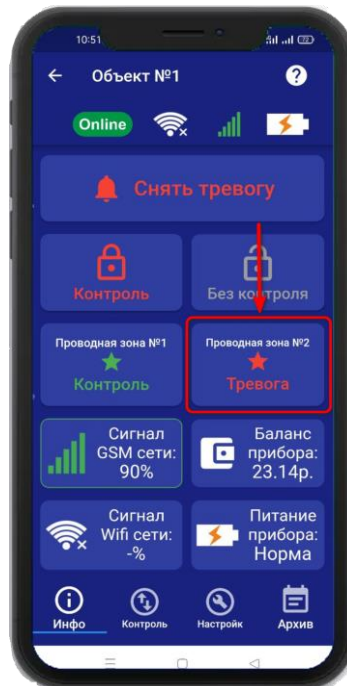 10:51
Объект №1
?
Online
Снять тревогу
Контроль
Без контроля
Проводная зона №1
Контроль
Проводная зона №2
Тревога
Сигнал
GSM сети:
90%
Баланс
прибора:
23.14р.
Сигнал
Wifi сети:
-%
Питание
прибора:
Норма
Инфо
Контроль
Настройк
Архив